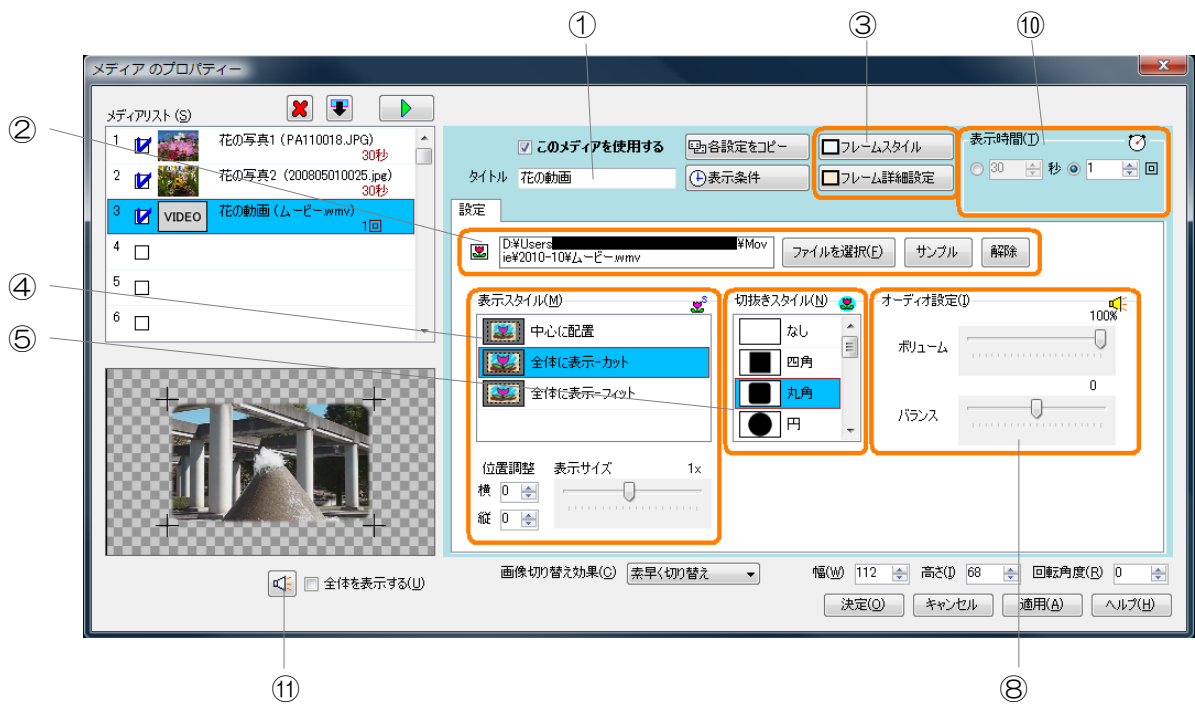 ① ③ ⑩
メディア のプロパティー
メディアリスト(S)
②
1 花の写真1 (PA110018.JPG)
30秒
2 花の写真2 (200805010025.jpg)
30秒
3 VIDEO 花の動画 (ムービー.wmv)
1回
4
5
6
④
⑤
このメディアを使用する
各設定をコピー
フレームスタイル
表示時間(T)
タイトル 花の動画
表示条件
フレーム詳細設定
30 秒 1 回
設定
D:¥Users ¥Mov
ie¥2010-10¥ムービー.wmv
ファイルを選択(F) サンプル 解除
表示スタイル(M)
中心に配置
全体に表示-カット
全体に表示-フィット
位置調整 表示サイズ 1x
横 0
縦 0
切抜きスタイル(N)
なし
四角
丸角
円
オーディオ設定(I)
100%
ボリューム
0
バランス
全体を表示する(U)
画像切り替え効果(C) 素早く切り替え 幅(W) 112 高さ(I) 68 回転角度(R) 0
決定(O) キャンセル 適用(A) ヘルプ(H)
⑪ ⑧